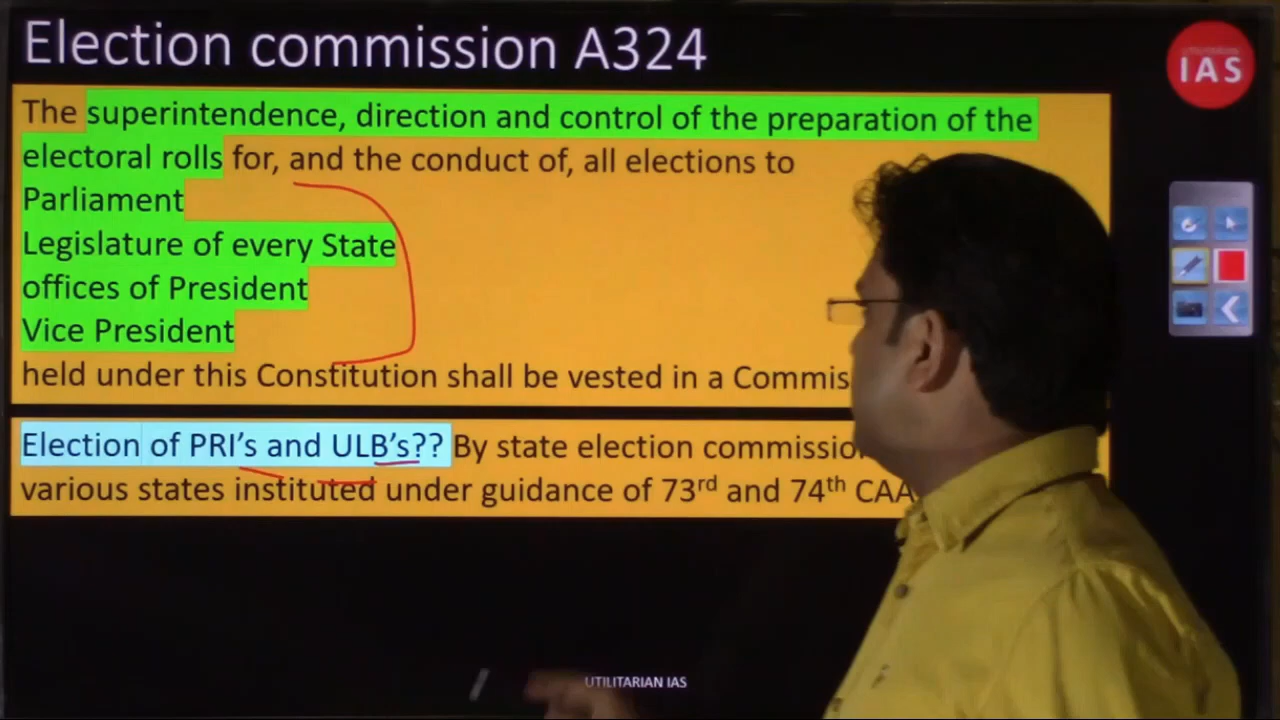 Election commission A324
UTILITARIAN
IAS
The superintendence, direction and control of the preparation of the
electoral rolls for, and the conduct of, all elections to
Parliament
Legislature of every State
offices of President
Vice President
held under this Constitution shall be vested in a Commis
Election of PRI's and ULB's?? By state election commissio
various states instituted under guidance of 73rd and 74th CAA
UTILITARIAN IAS